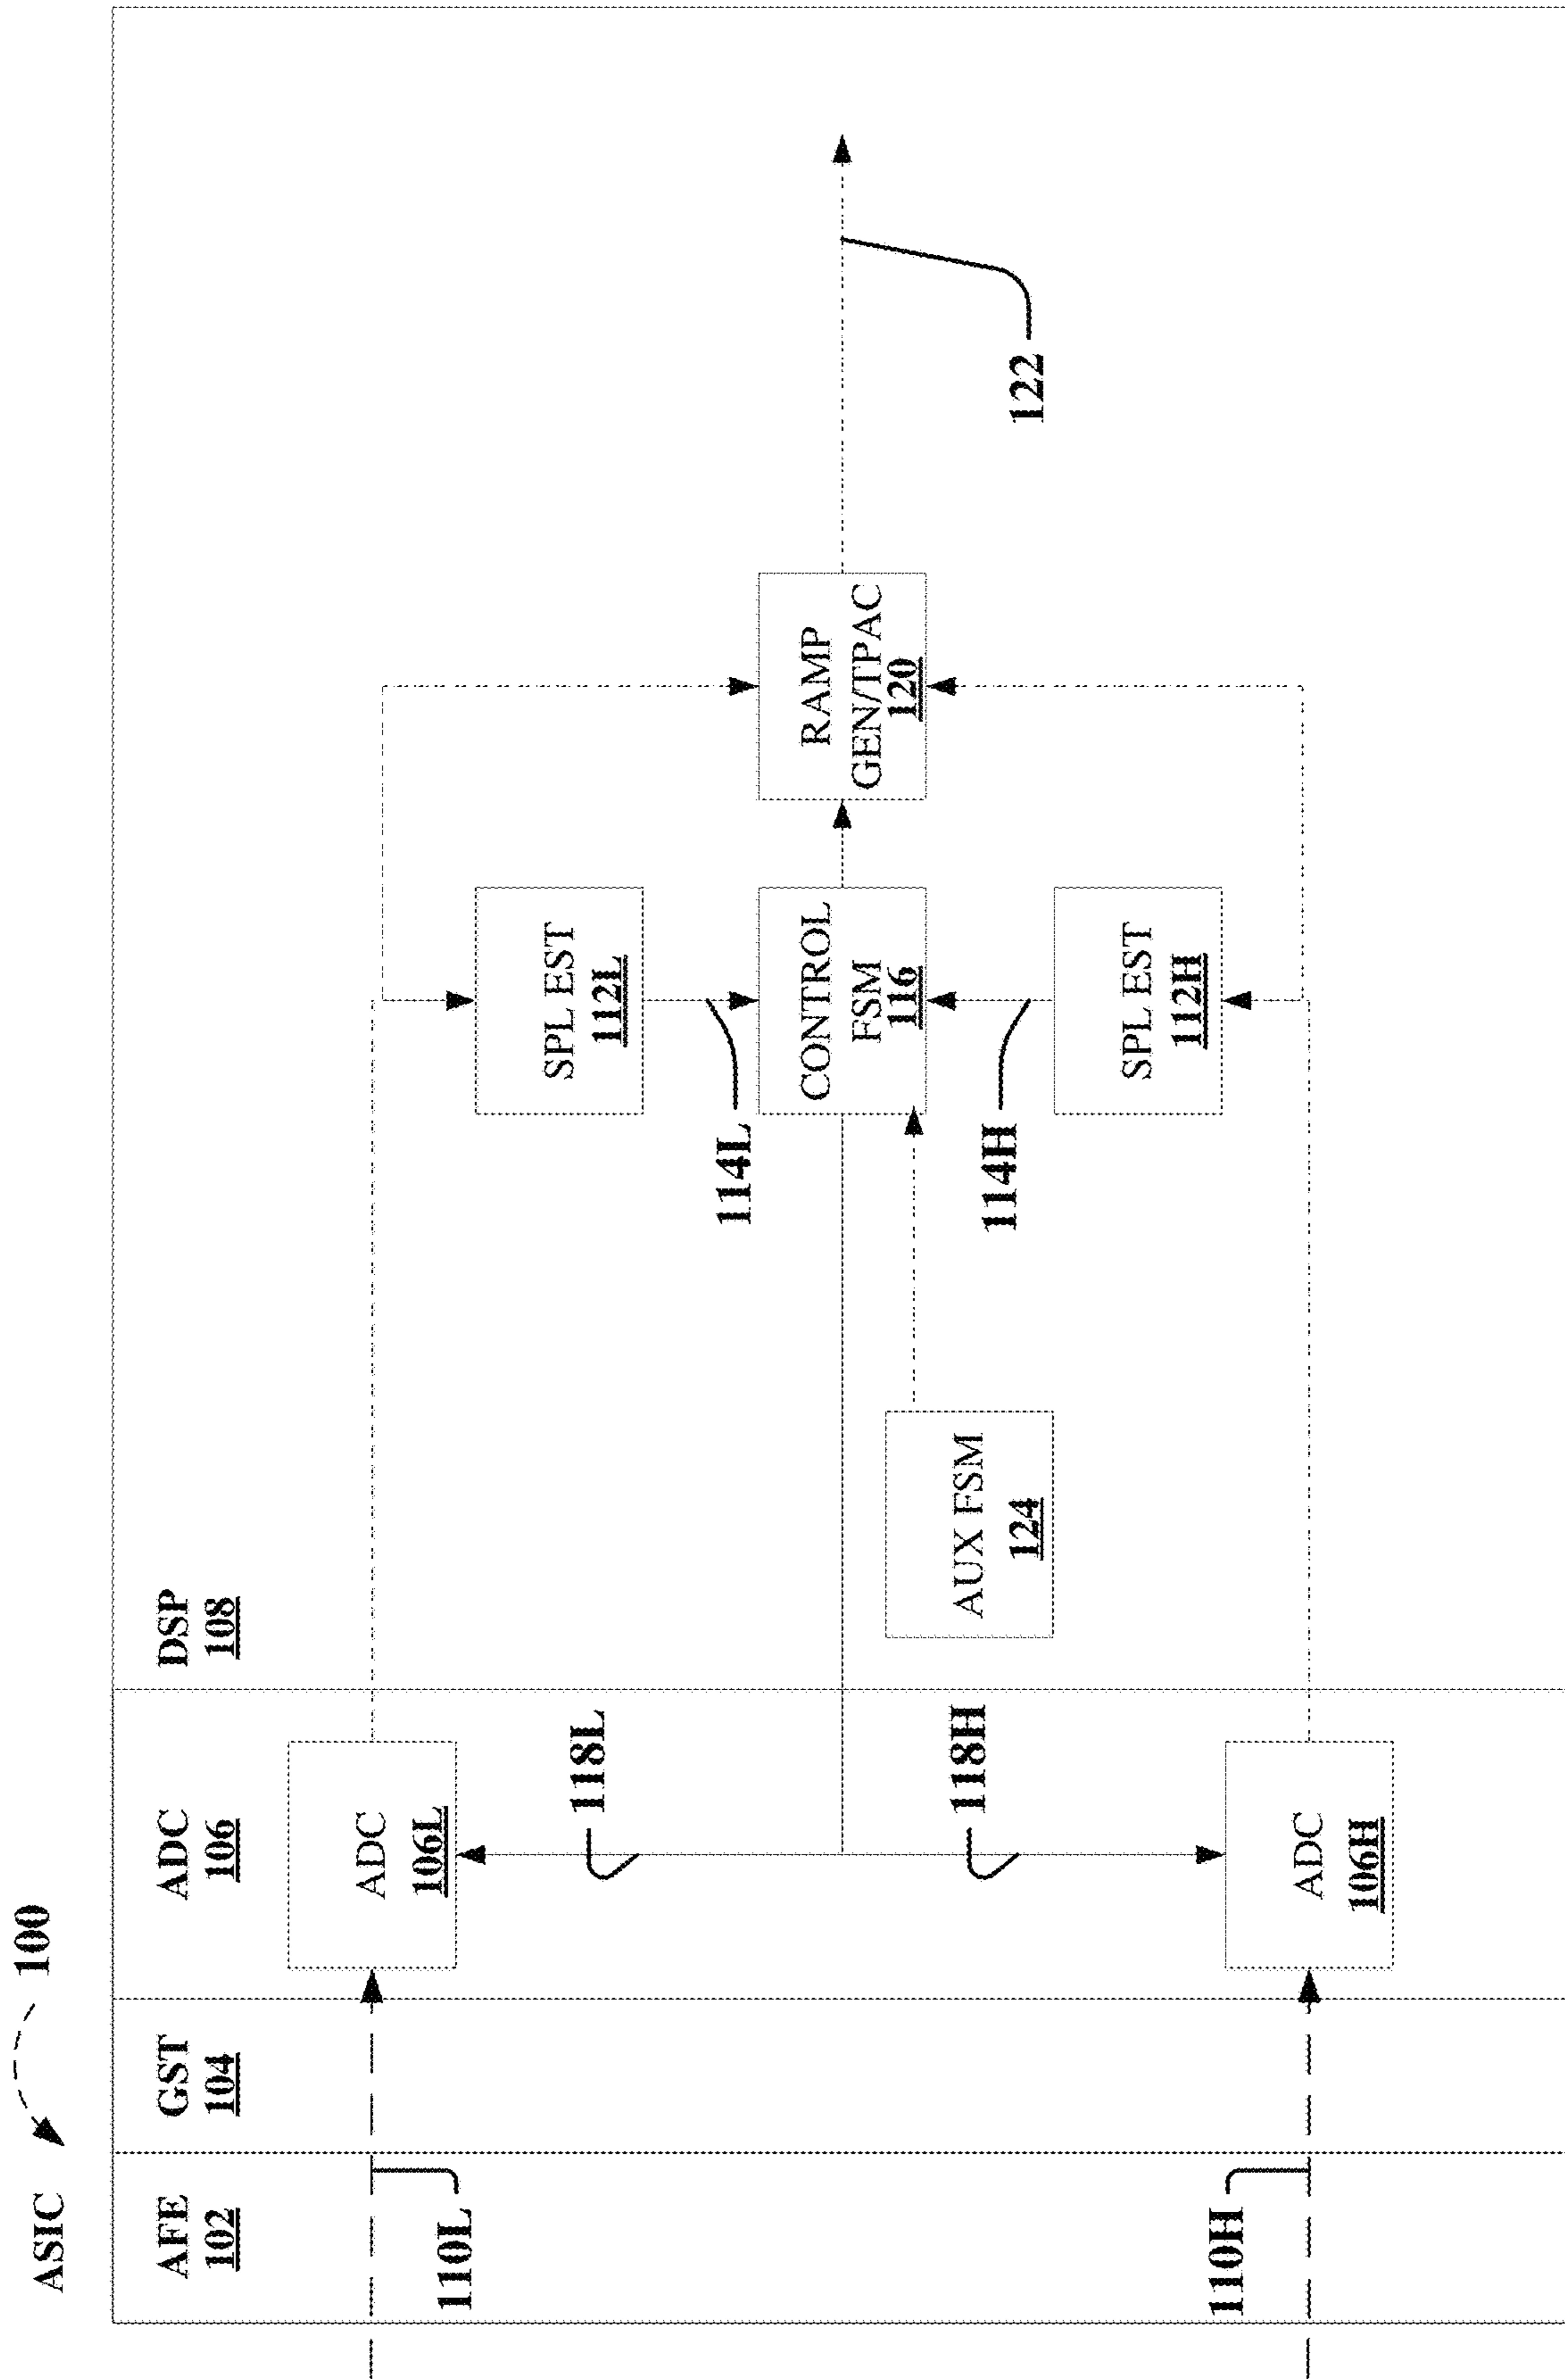 ASIC
100
AFE
102
GST
104
ADC
106
DSP
108
110L
ADC
106L
118L
SPL EST
112L
114L
CONTROL
FSM
116
RAMP
GEN/TPAC
120
122
AUX FSM
124
114H
118H
SPL EST
112H
110H
ADC
106H